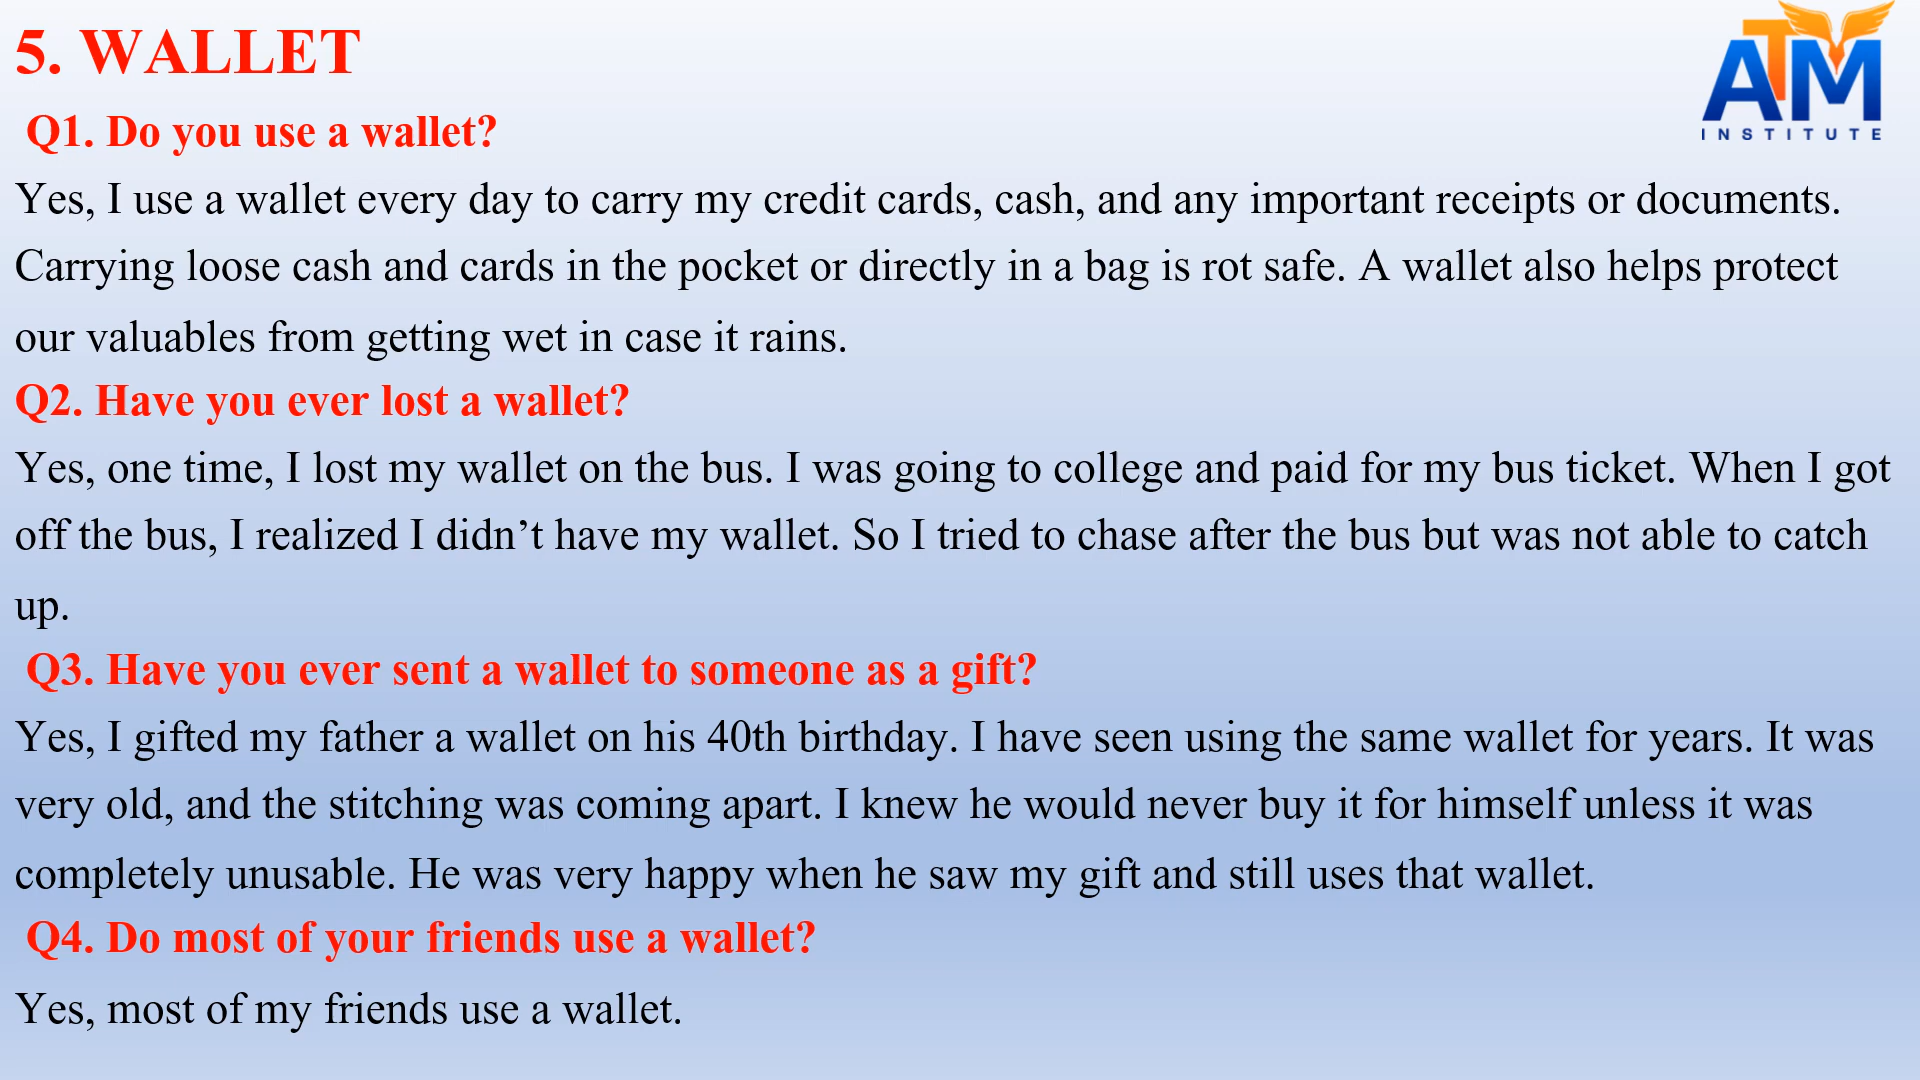 5. WALLET
ATM
INSTITUTE
Q1. Do you use a wallet?
Yes, I use a wallet every day to carry my credit cards, cash, and any important receipts or documents.
Carrying loose cash and cards in the pocket or directly in a bag is rot safe. A wallet also helps protect
our valuables from getting wet in case it rains.
Q2. Have you ever lost a wallet?
Yes, one time, I lost my wallet on the bus. I was going to college and paid for my bus ticket. When I got
off the bus, I realized I didn’t have my wallet. So I tried to chase after the bus but was not able to catch
up.
Q3. Have you ever sent a wallet to someone as a gift?
Yes, I gifted my father a wallet on his 40th birthday. I have seen using the same wallet for years. It was
very old, and the stitching was coming apart. I knew he would never buy it for himself unless it was
completely unusable. He was very happy when he saw my gift and still uses that wallet.
Q4. Do most of your friends use a wallet?
Yes, most of my friends use a wallet.